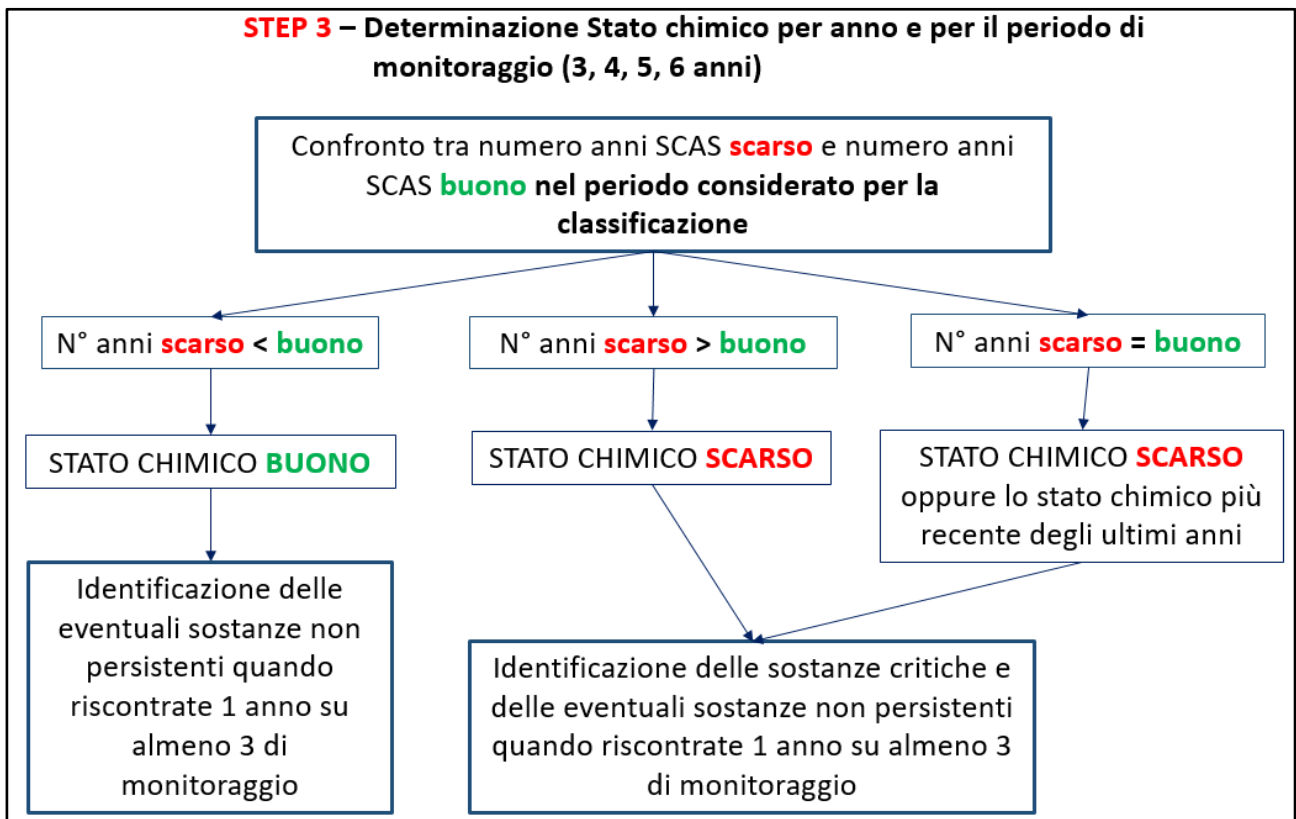 STEP 3 – Determinazione Stato chimico per anno e per il periodo di
monitoraggio (3, 4, 5, 6 anni)
Confronto tra numero anni SCAS scarso e numero anni
SCAS buono nel periodo considerato per la
classificazione
N° anni scarso < buono
N° anni scarso > buono
N° anni scarso = buono
STATO CHIMICO BUONO
STATO CHIMICO SCARSO
STATO CHIMICO SCARSO
oppure lo stato chimico più
recente degli ultimi anni
Identificazione delle
eventuali sostanze non
persistenti quando
riscontrate 1 anno su
almeno 3 di
monitoraggio
Identificazione delle sostanze critiche e
delle eventuali sostanze non persistenti
quando riscontrate 1 anno su almeno 3
di monitoraggio